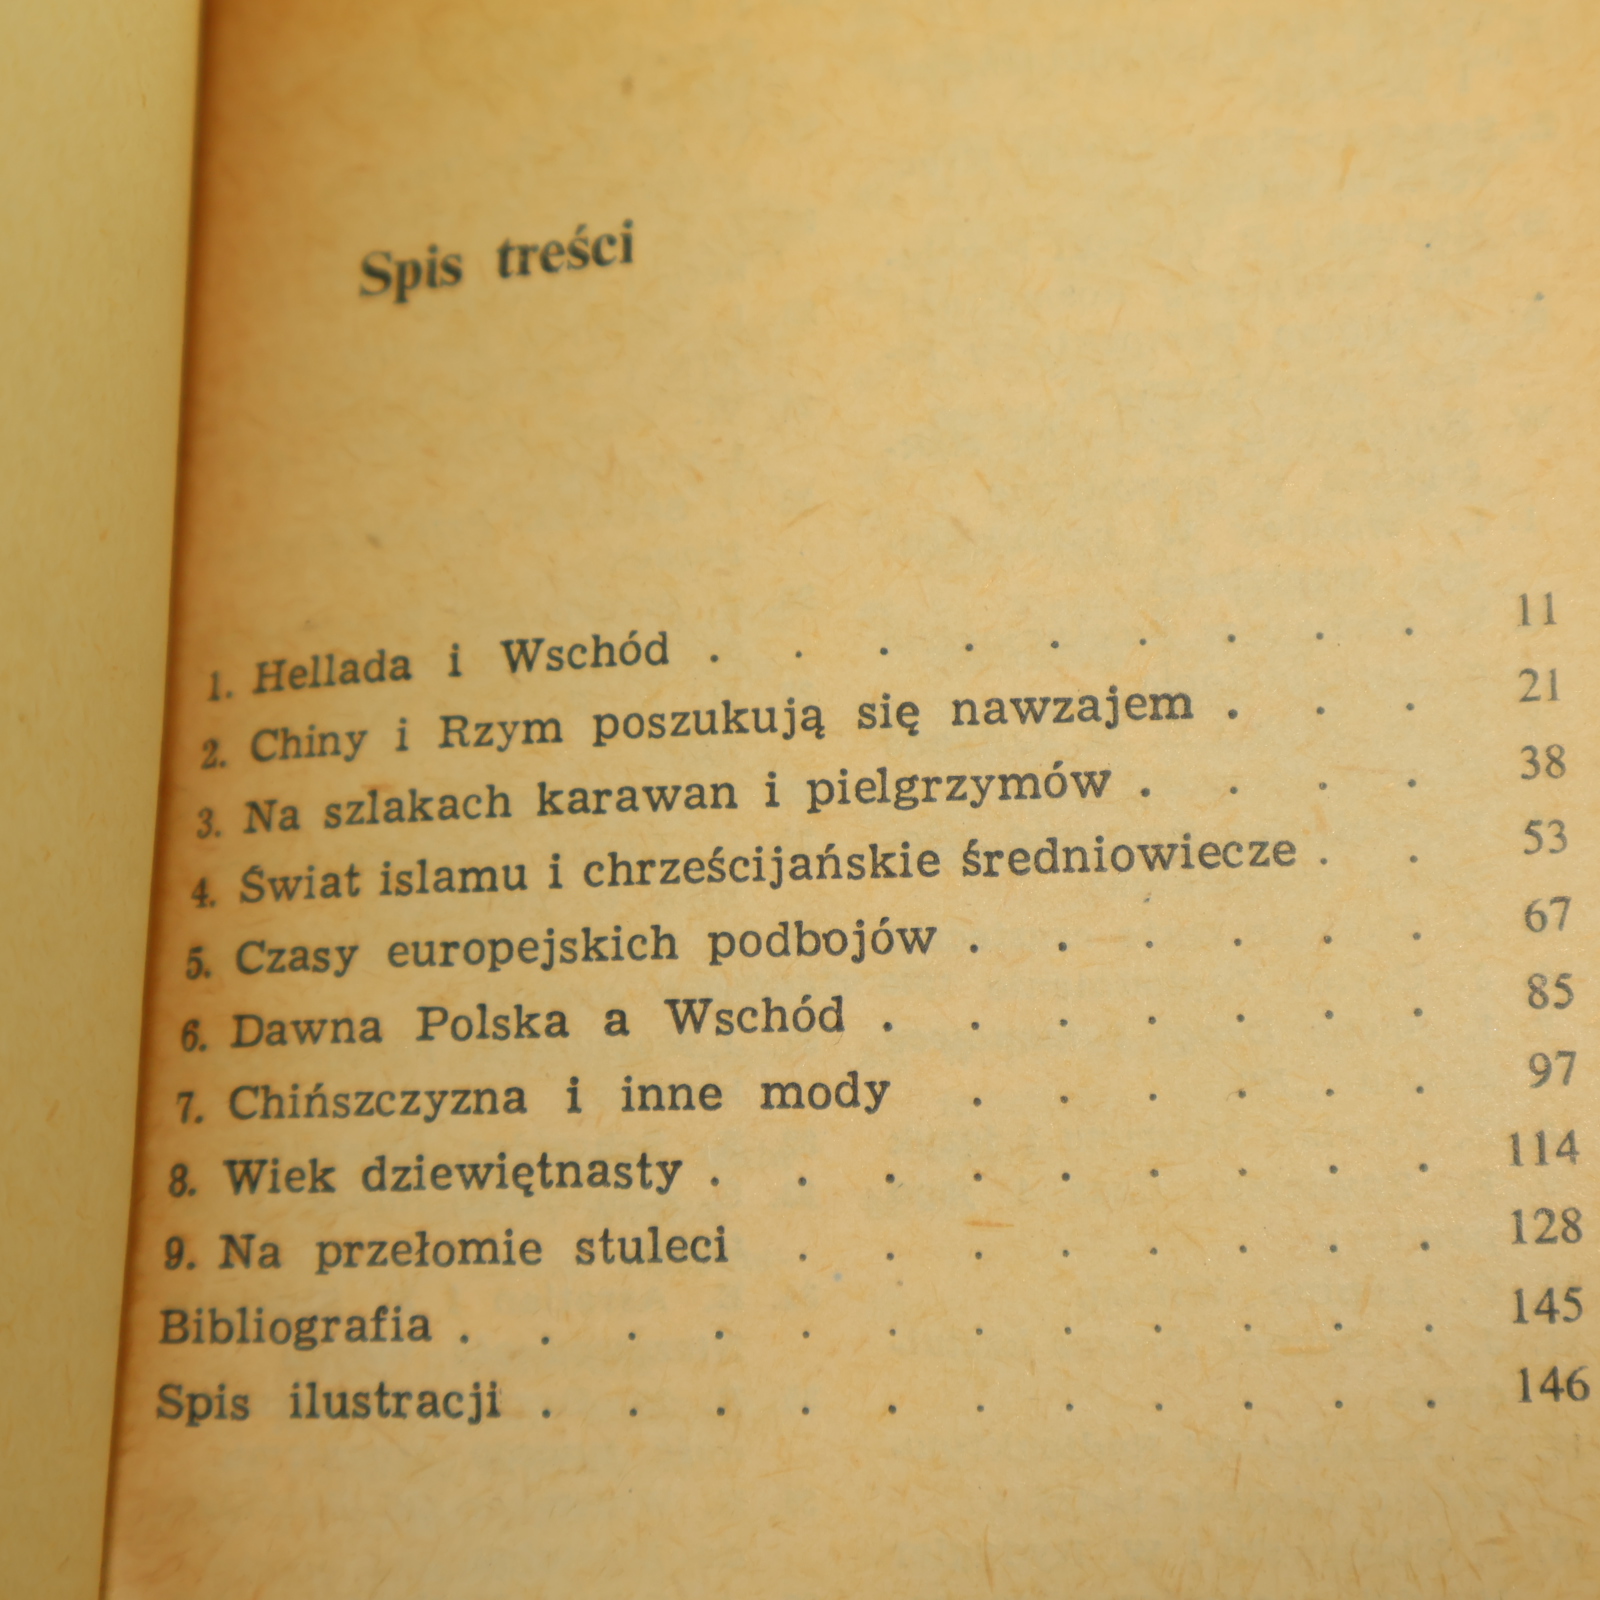 Spis treści
1. Hellada i Wschód . . . . . . . . . 11
2. Chiny i Rzym poszukują się nawzajem . . . 21
3. Na szlakach karawan i pielgrzymów . . . . 38
4. Świat islamu i chrześcijańskie średniowiecze . . 53
5. Czasy europejskich podbojów . . . . . . 67
6. Dawna Polska a Wschód . . . . . . . 85
7. Chińszczyzna i inne mody . . . . . . 97
8. Wiek dziewiętnasty . . . . . . . . . 114
9. Na przełomie stuleci . . . . . . . . 128
Bibliografia . . . . . . . . . . . . 145
Spis ilustracji . . . . . . . . . . . 146